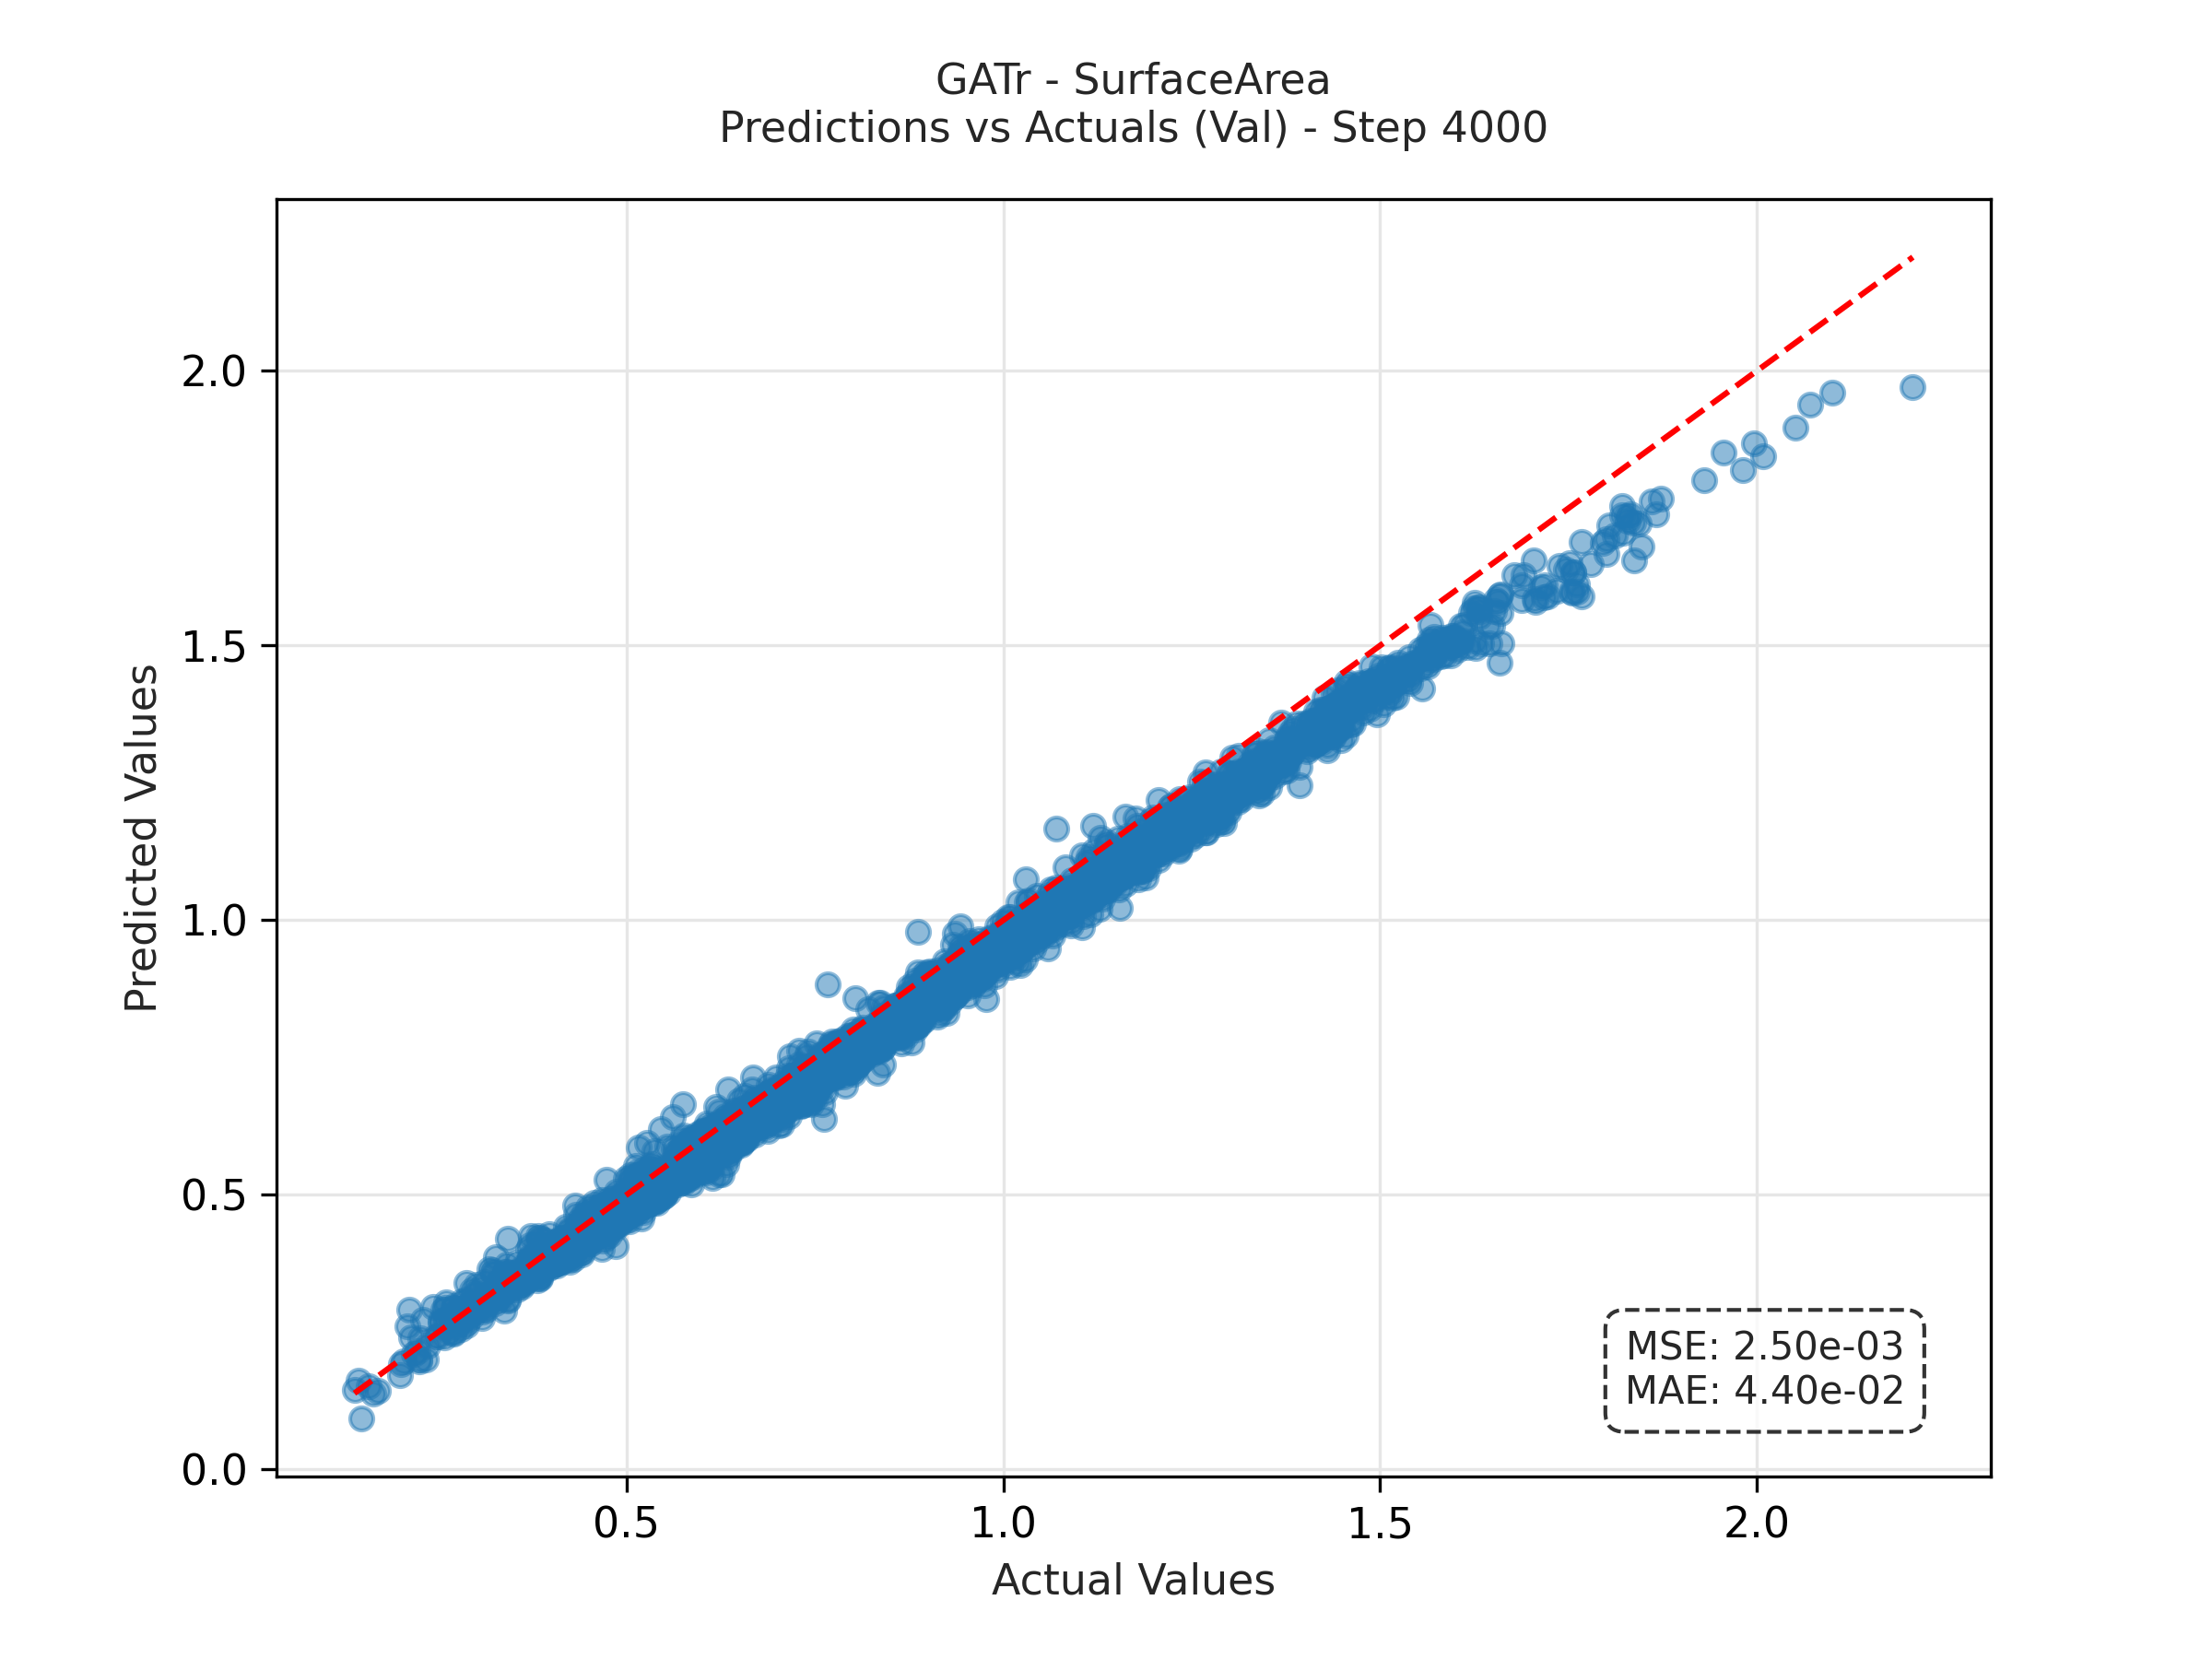 GATr - SurfaceArea
Predictions vs Actuals (Val) - Step 4000
Predicted Values
2.0
1.5
1.0
0.5
0.0
MSE: 2.50e-03
MAE: 4.40e-02
0.5
1.0
1.5
2.0
Actual Values